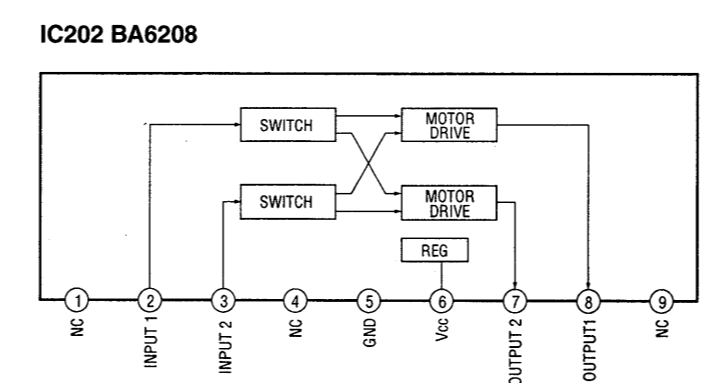 IC202 BA6208
SWITCH
MOTOR
DRIVE
SWITCH
MOTOR
DRIVE
REG
1
2
3
4
5
6
7
8
9
NC
INPUT 1
INPUT 2
NC
GND
Vcc
OUTPUT 2
OUTPUT1
NC